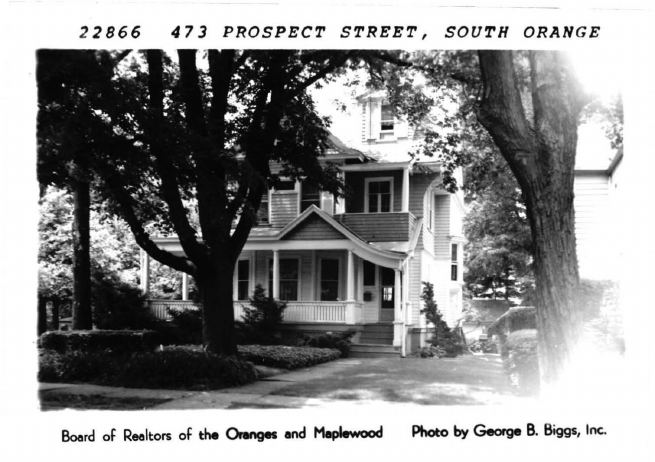 22866 473 PROSPECT STREET, SOUTH ORANGE
Board of Realtors of the Oranges and Maplewood Photo by George B. Biggs, Inc.